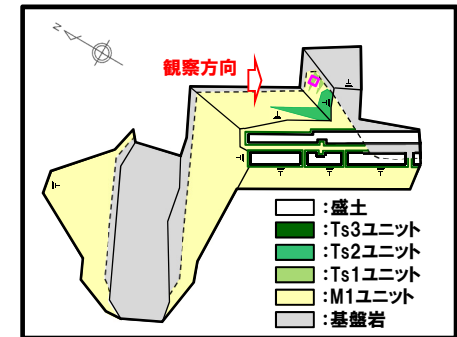 N
観察方向
：盛土
：Ts3ユニット
：Ts2ユニット
：Ts1ユニット
：M1ユニット
：基盤岩